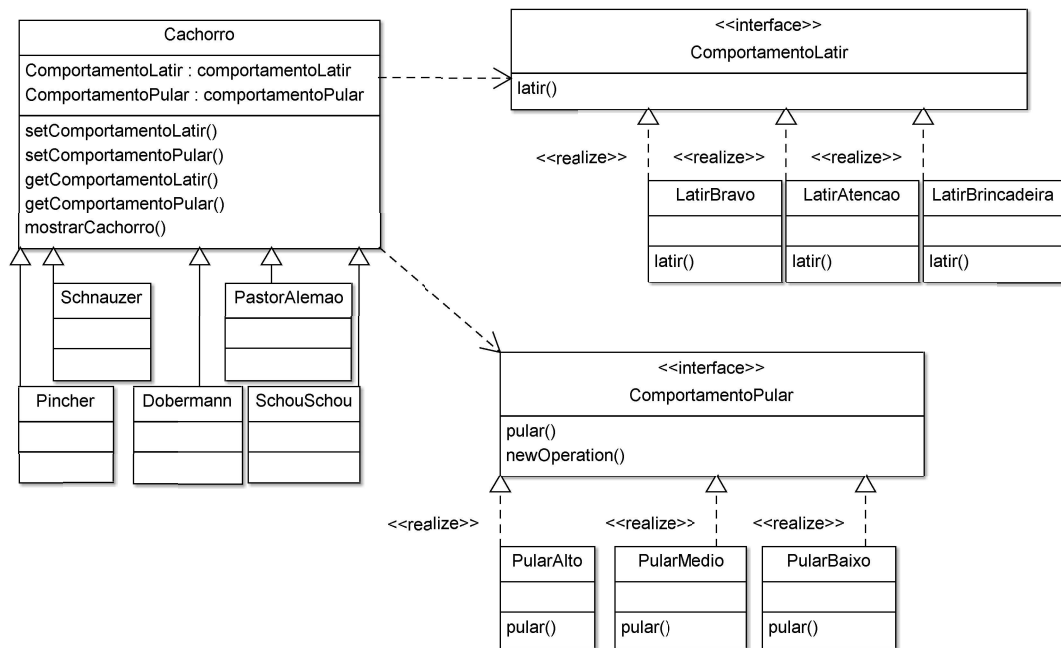 Cachorro
ComportamentoLatir : comportamentoLatir
ComportamentoPular : comportamentoPular
setComportamentoLatir()
setComportamentoPular()
getComportamentoLatir()
getComportamentoPular()
mostrarCachorro()
<<interface>>
ComportamentoLatir
latir()
<<realize>>
<<realize>>
<<realize>>
LatirBravo
latir()
LatirAtencao
latir()
LatirBrincadeira
latir()
Schnauzer
PastorAlemao
Pincher
Dobermann
SchouSchou
<<interface>>
ComportamentoPular
pular()
newOperation()
<<realize>>
<<realize>>
<<realize>>
PularAlto
pular()
PularMedio
pular()
PularBaixo
pular()